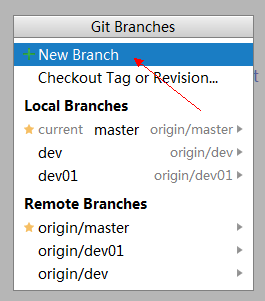 Git Branches
New Branch
Checkout Tag or Revision...
Local Branches
current master origin/master
dev origin/dev
dev01 origin/dev01
Remote Branches
origin/master
origin/dev01
origin/dev